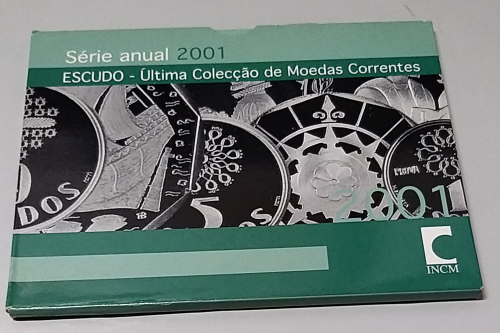 Série anual 2001
ESCUDO - Última Colecção de Moedas Correntes
DOS
5
2001
INCM